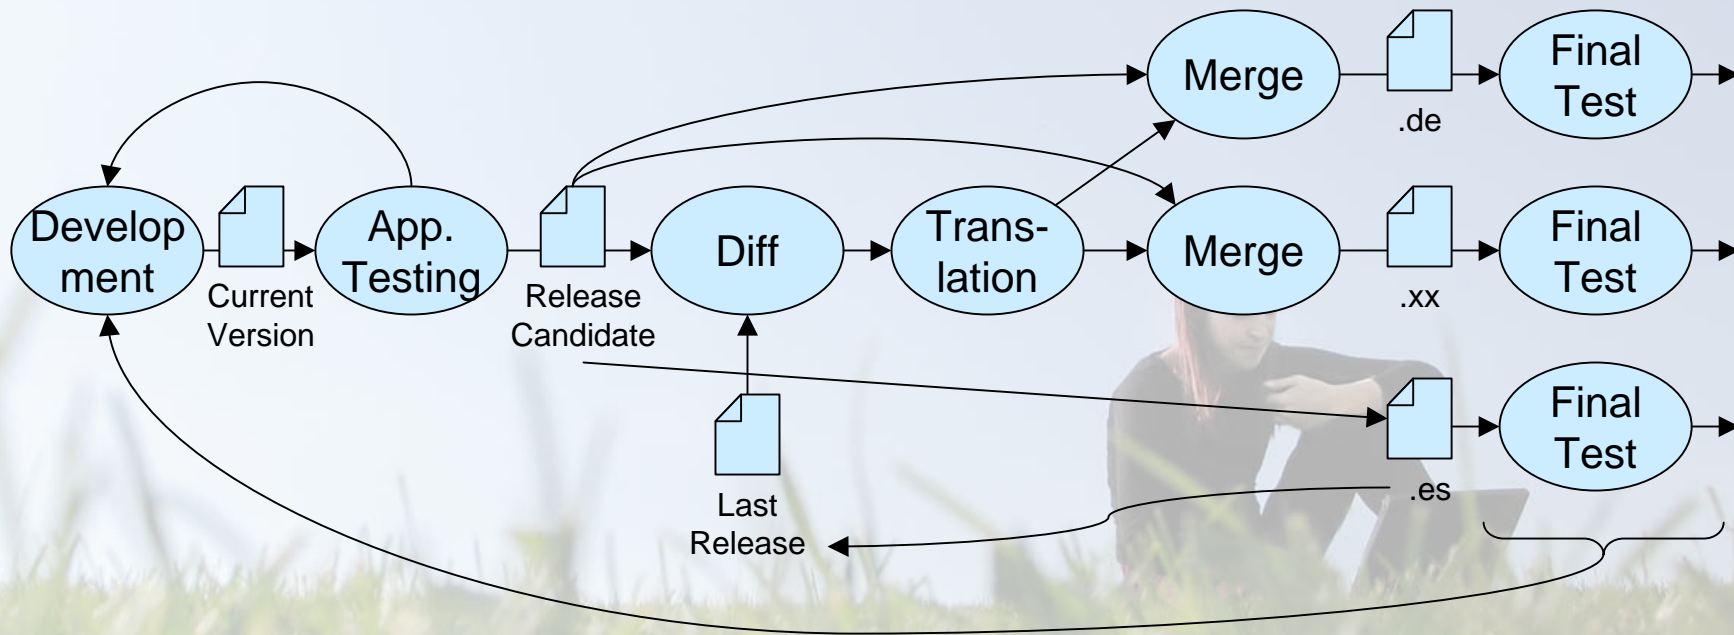 Merge
.de
Final
Test
Develop
ment
Current
Version
App.
Testing
Release
Candidate
Diff
Trans-
lation
Merge
.xx
Final
Test
Last
Release
.es
Final
Test